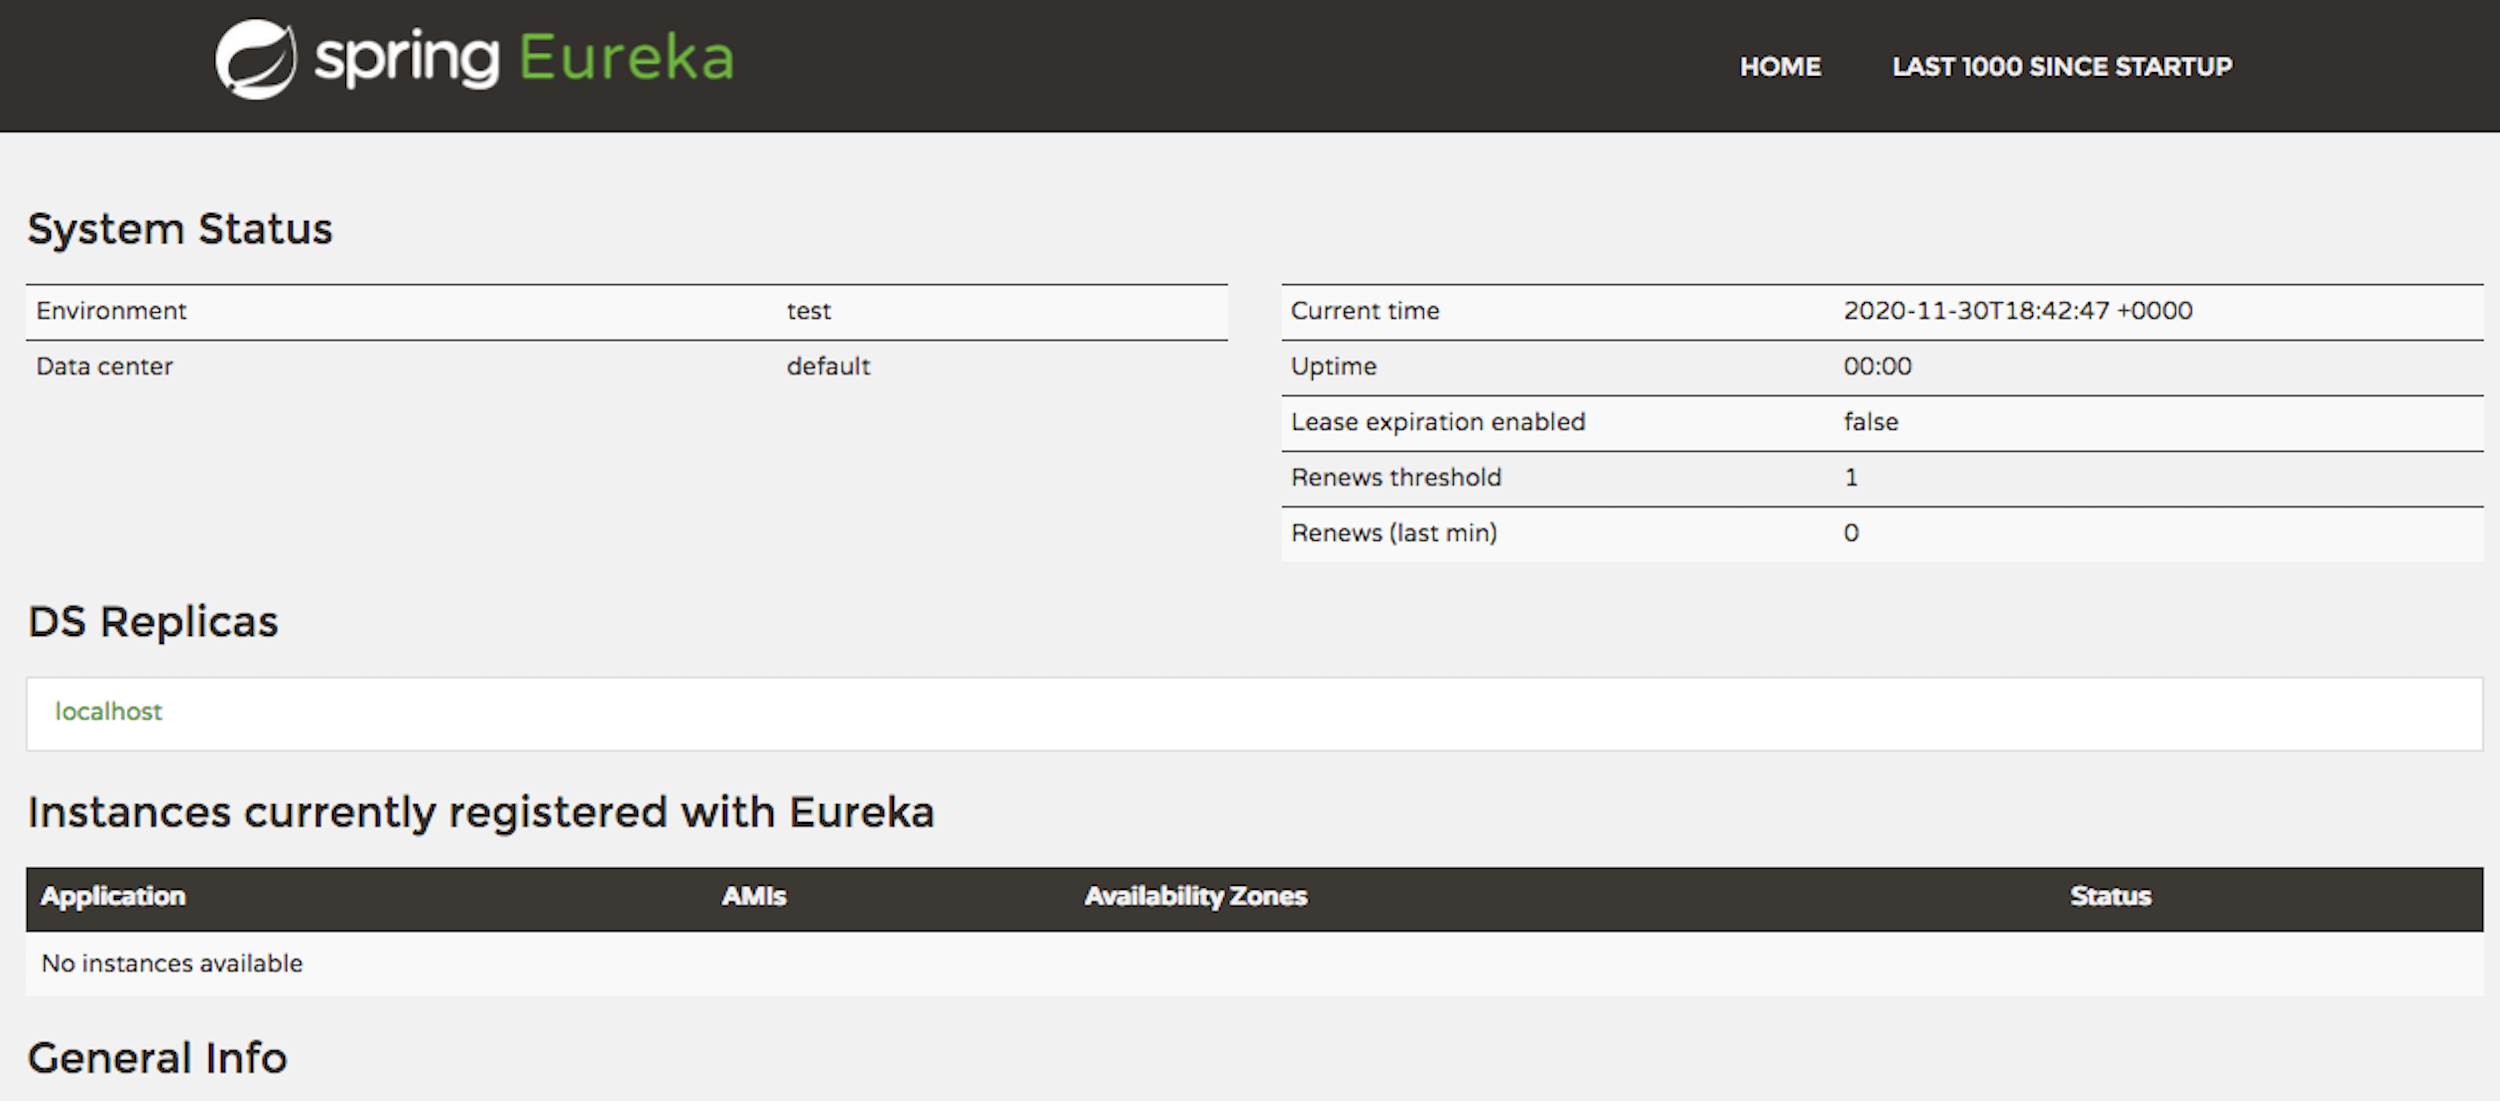 spring Eureka
HOME LAST 1000 SINCE STARTUP
System Status
Environment test
Data center default
Current time 2020-11-30T18:42:47 +0000
Uptime 00:00
Lease expiration enabled false
Renews threshold 1
Renews (last min) 0
DS Replicas
localhost
Instances currently registered with Eureka
Application AMIs Availability Zones Status
No instances available
General Info